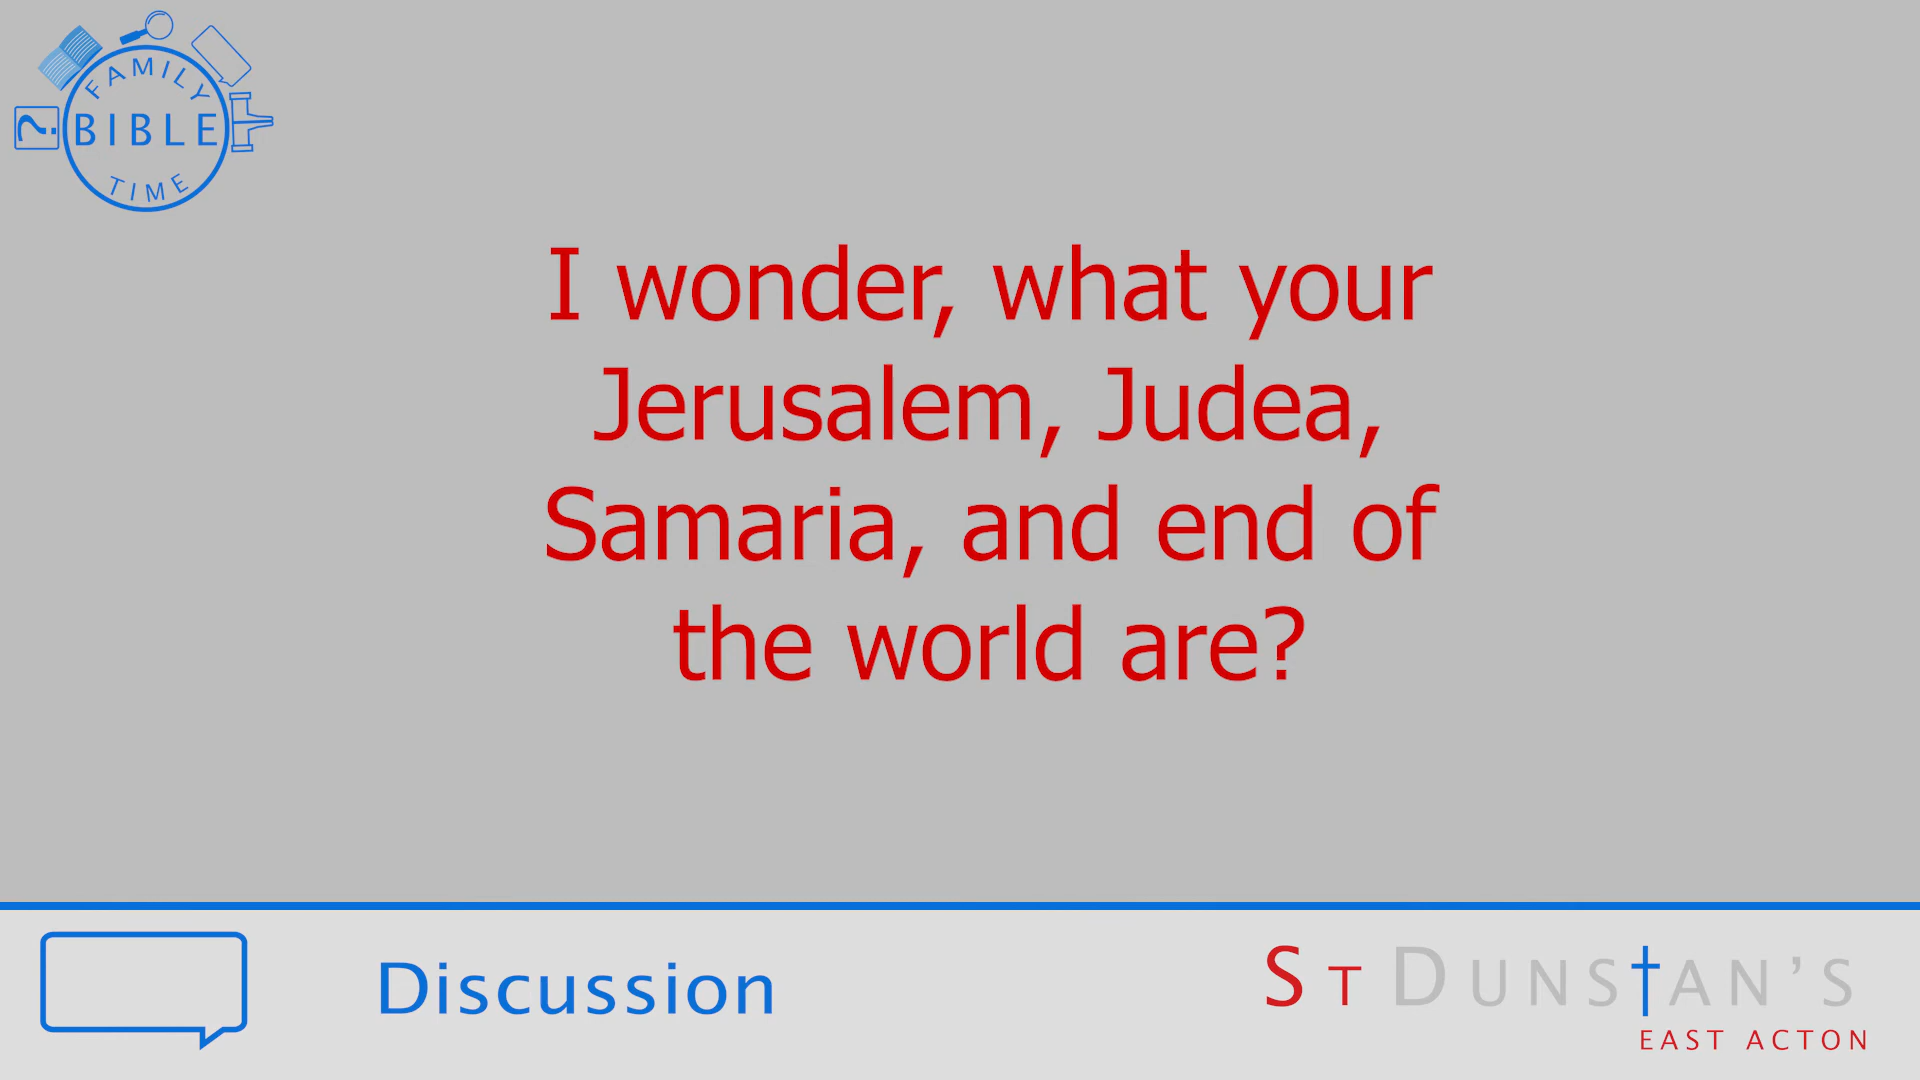 FAMILY
BIBLE
TIME
?
I wonder, what your
Jerusalem, Judea,
Samaria, and end of
the world are?
Discussion
ST DUNSTAN'S
EAST ACTON